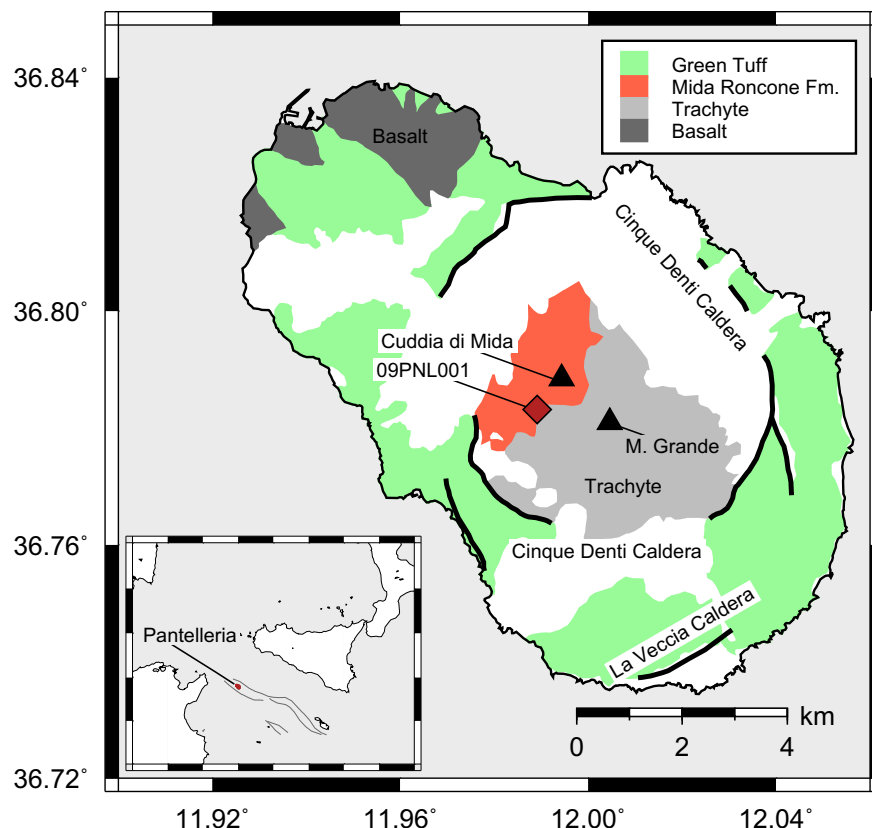 36.84°
36.80°
36.76°
36.72°
Green Tuff
Mida Roncone Fm.
Trachyte
Basalt
Basalt
Cinque Denti Caldera
Cuddia di Mida
09PNL001
M. Grande
Trachyte
Cinque Denti Caldera
La Veccia Caldera
Pantelleria
km
0 2 4
11.92° 11.96° 12.00° 12.04°